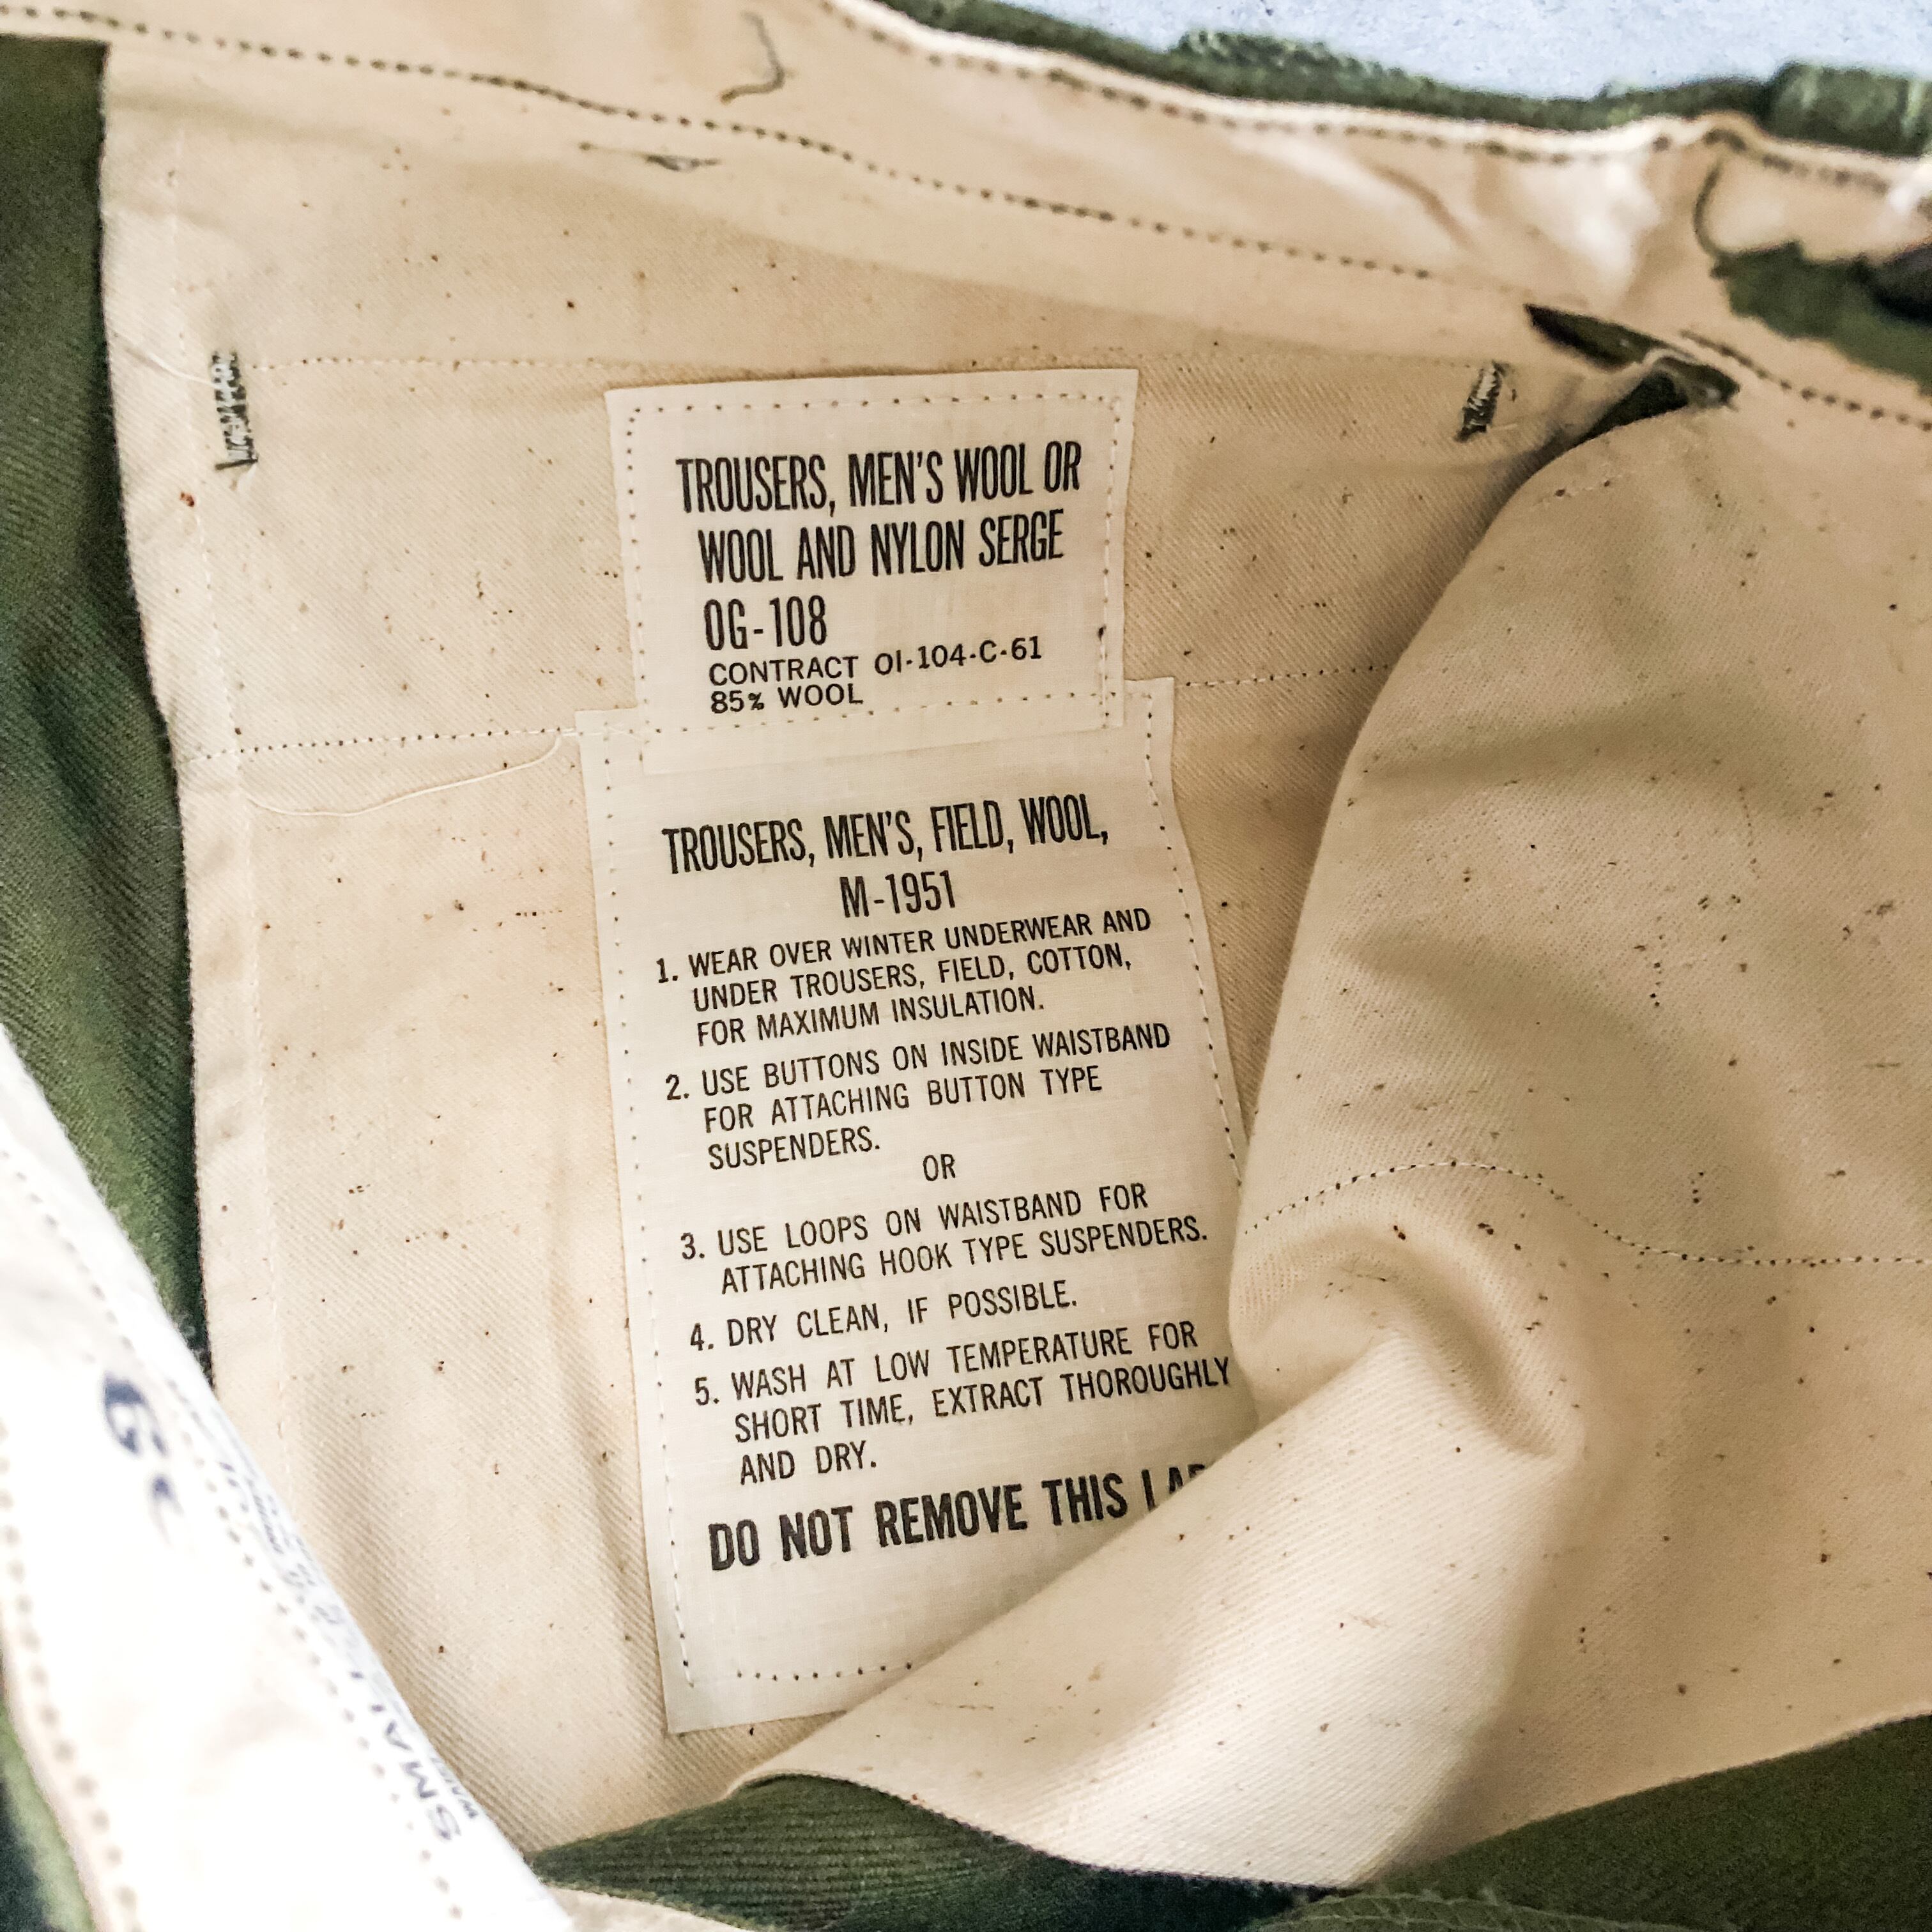 TROUSERS, MEN'S WOOL OR
WOOL AND NYLON SERGE
OG-108
CONTRACT OI-104-C-61
85% WOOL
TROUSERS, MEN'S, FIELD, WOOL,
M-1951
1. WEAR OVER WINTER UNDERWEAR AND
UNDER TROUSERS, FIELD, COTTON,
FOR MAXIMUM INSULATION.
2. USE BUTTONS ON INSIDE WAISTBAND
FOR ATTACHING BUTTON TYPE
SUSPENDERS.
OR
3. USE LOOPS ON WAISTBAND FOR
ATTACHING HOOK TYPE SUSPENDERS.
4. DRY CLEAN, IF POSSIBLE.
5. WASH AT LOW TEMPERATURE FOR
SHORT TIME, EXTRACT THOROUGHLY
AND DRY.
DO NOT REMOVE THIS
SMALL